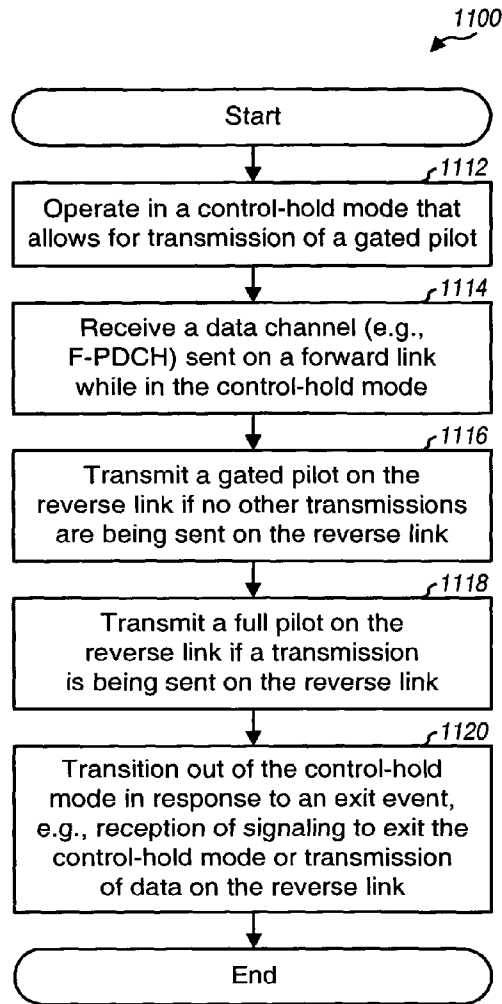 1100
Start
1112
Operate in a control-hold mode that
allows for transmission of a gated pilot
1114
Receive a data channel (e.g.,
F-PDCH) sent on a forward link
while in the control-hold mode
1116
Transmit a gated pilot on the
reverse link if no other transmissions
are being sent on the reverse link
1118
Transmit a full pilot on the
reverse link if a transmission
is being sent on the reverse link
1120
Transition out of the control-hold
mode in response to an exit event,
e.g., reception of signaling to exit the
control-hold mode or transmission
of data on the reverse link
End